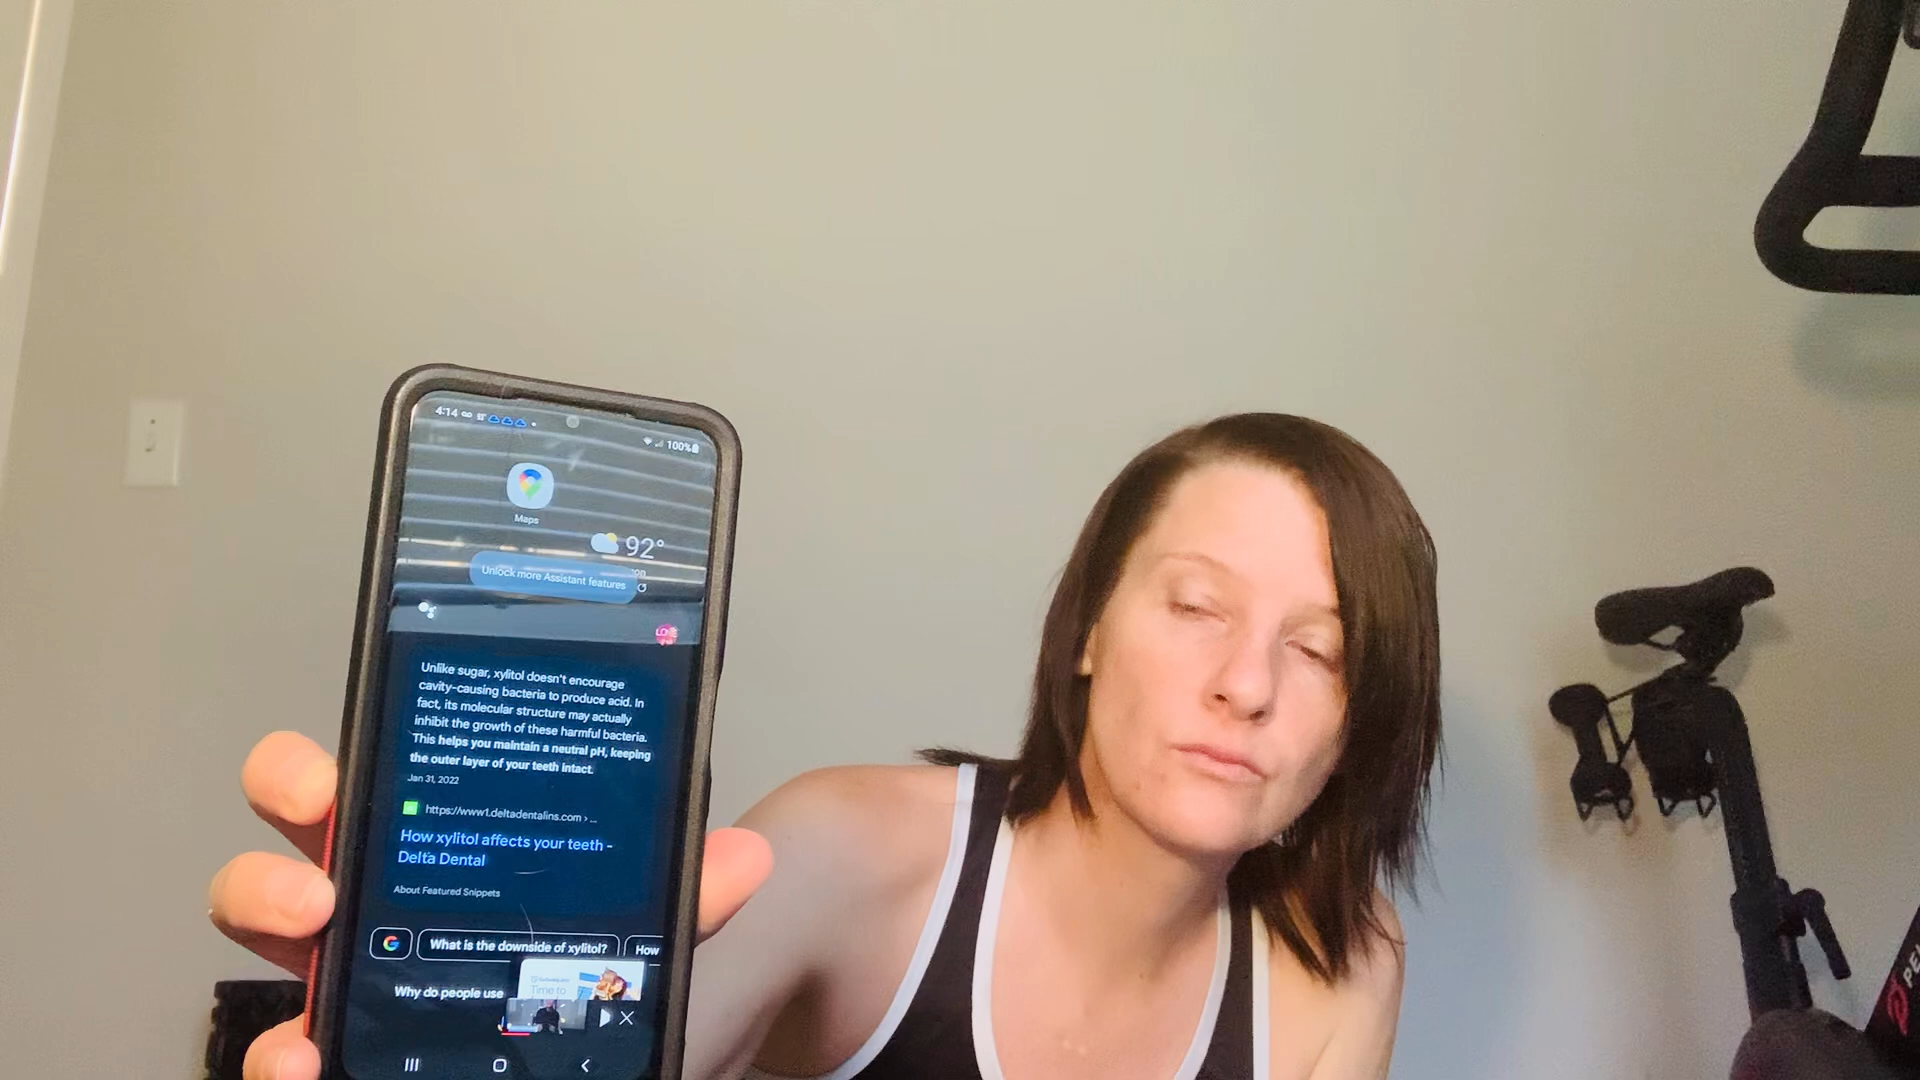 4:14
100%
Maps
92°
Unlock more Assistant features
LOVE
Unlike sugar, xylitol doesn't encourage
cavity-causing bacteria to produce acid. In
fact, its molecular structure may actually
inhibit the growth of these harmful bacteria.
This helps you maintain a neutral pH, keeping
the outer layer of your teeth intact.
Jan 31, 2022
https://www1.deltadentalins.com › ...
How xylitol affects your teeth -
Delta Dental
About Featured Snippets
G
What is the downside of xylitol?
How
Why do people use
Time to
PEL